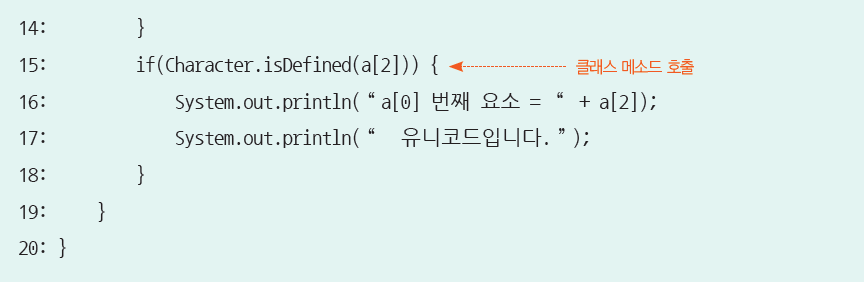 14:         }
15:         if(Character.isDefined(a[2])) { 클래스 메소드 호출
16:             System.out.println(“a[0] 번째 요소 = “ + a[2]);
17:             System.out.println(“  유니코드입니다.”);
18:         }
19:     }
20: }